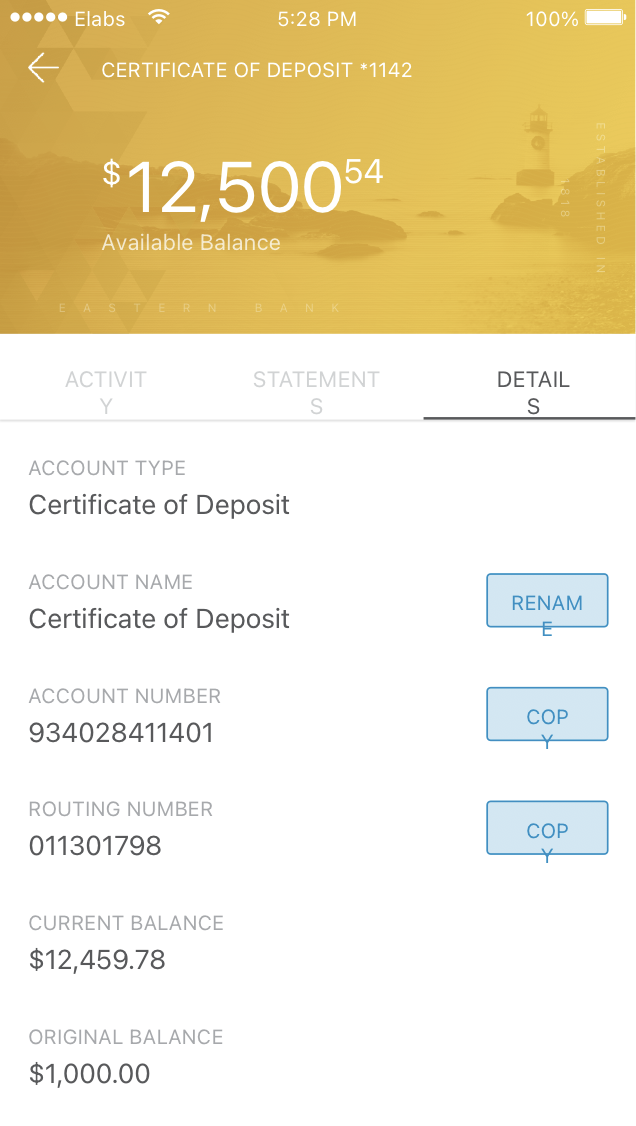 Elabs 5:28 PM 100%
CERTIFICATE OF DEPOSIT *1142
$12,50054
Available Balance
ESTABLISHED IN
1818
EASTERN BANK
ACTIVIT
Y
STATEMENT
S
DETAIL
S
ACCOUNT TYPE
Certificate of Deposit
ACCOUNT NAME
Certificate of Deposit
RENAM
E
ACCOUNT NUMBER
934028411401
COP
Y
ROUTING NUMBER
011301798
COP
Y
CURRENT BALANCE
$12,459.78
ORIGINAL BALANCE
$1,000.00